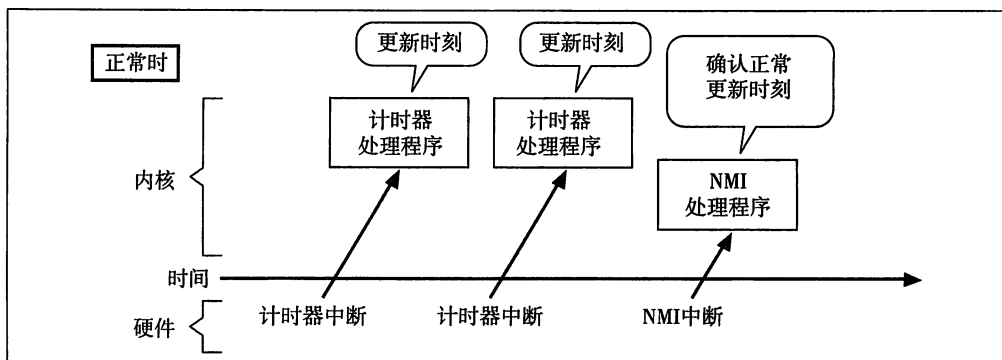 正常时
更新时刻
更新时刻
确认正常
更新时刻
计时器
处理程序
计时器
处理程序
NMI
处理程序
内核
时间
计时器中断
计时器中断
NMI中断
硬件